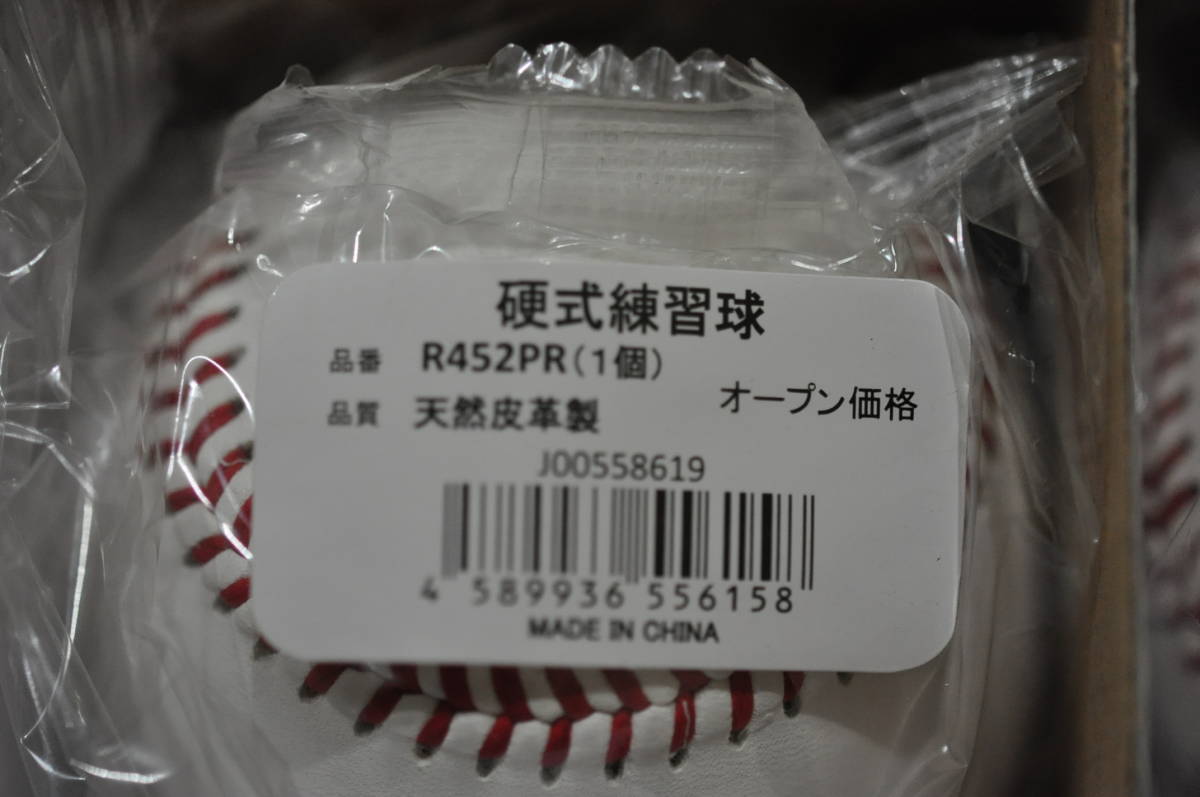 硬式練習球
品番 R452PR(1個)
品質 天然皮革製 オープン価格
J00558619
4 589936 556158
MADE IN CHINA